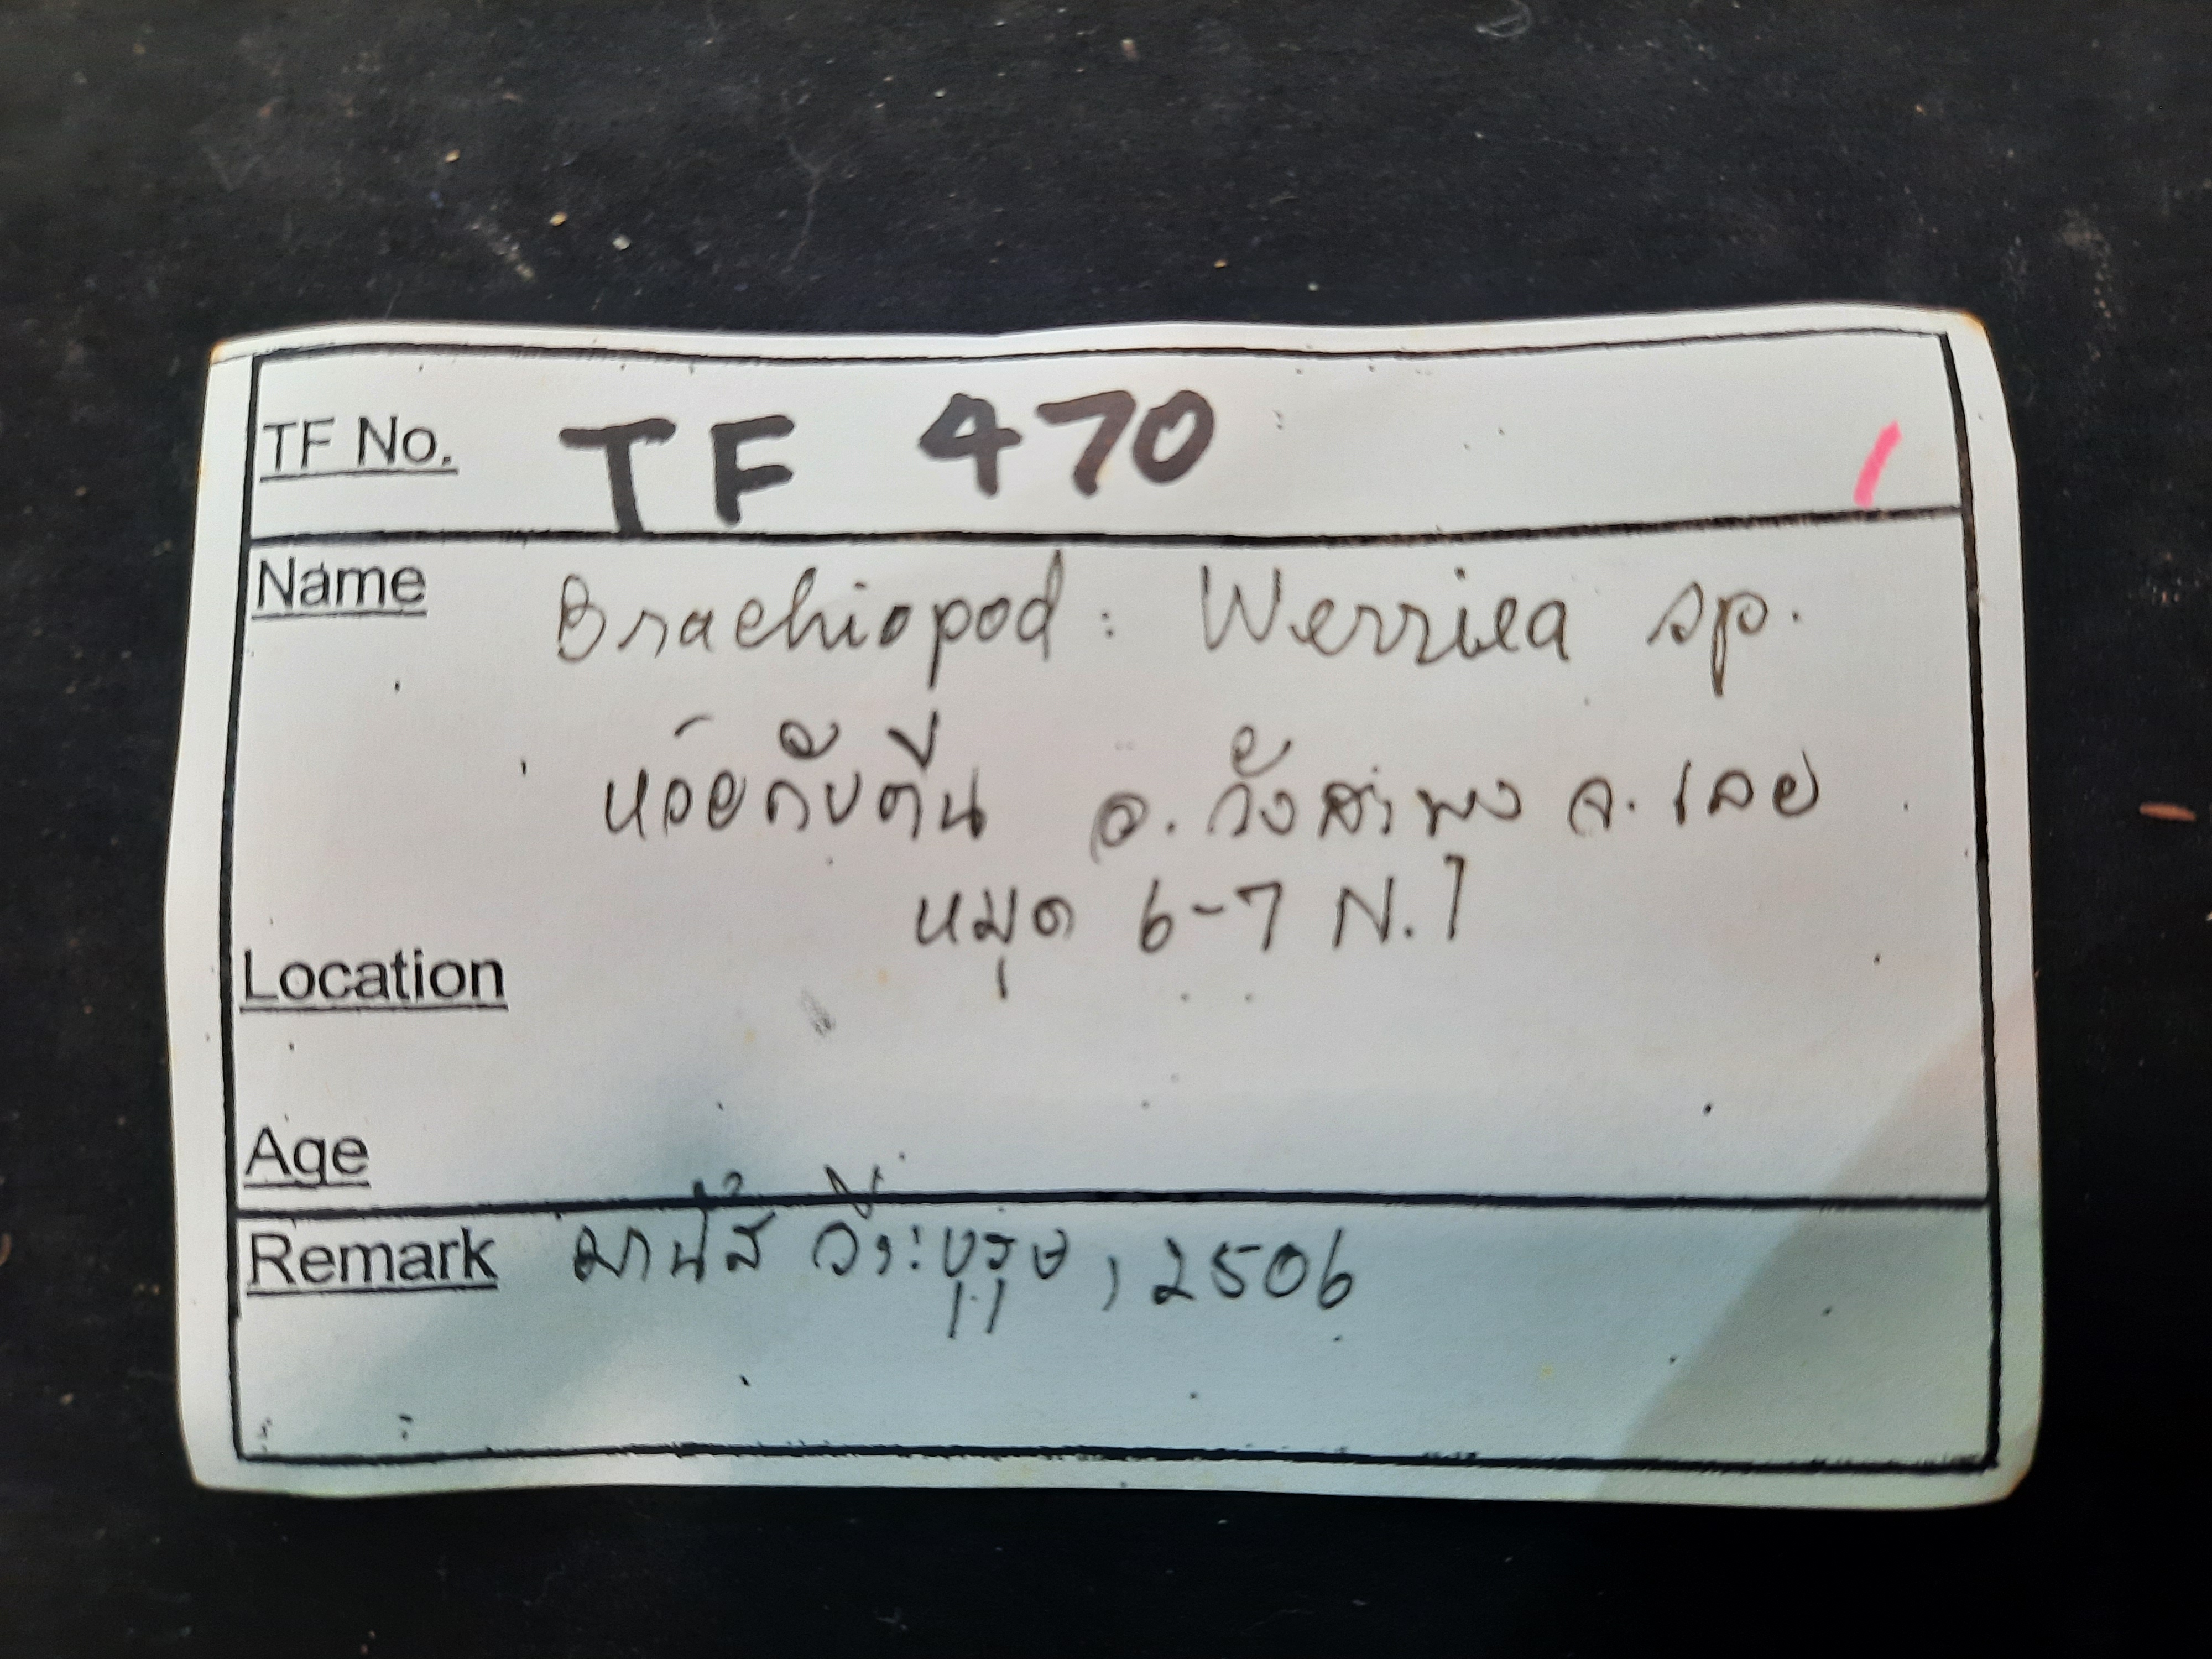 TF No. TF 470
Name Brachiopod : Werriea sp.
ห้วยกับตีน อ. วังสะพุง จ. เลย
หมุด 6-7 N.1
Location
Age
Remark มานัส วีระบุรุษ , 2506